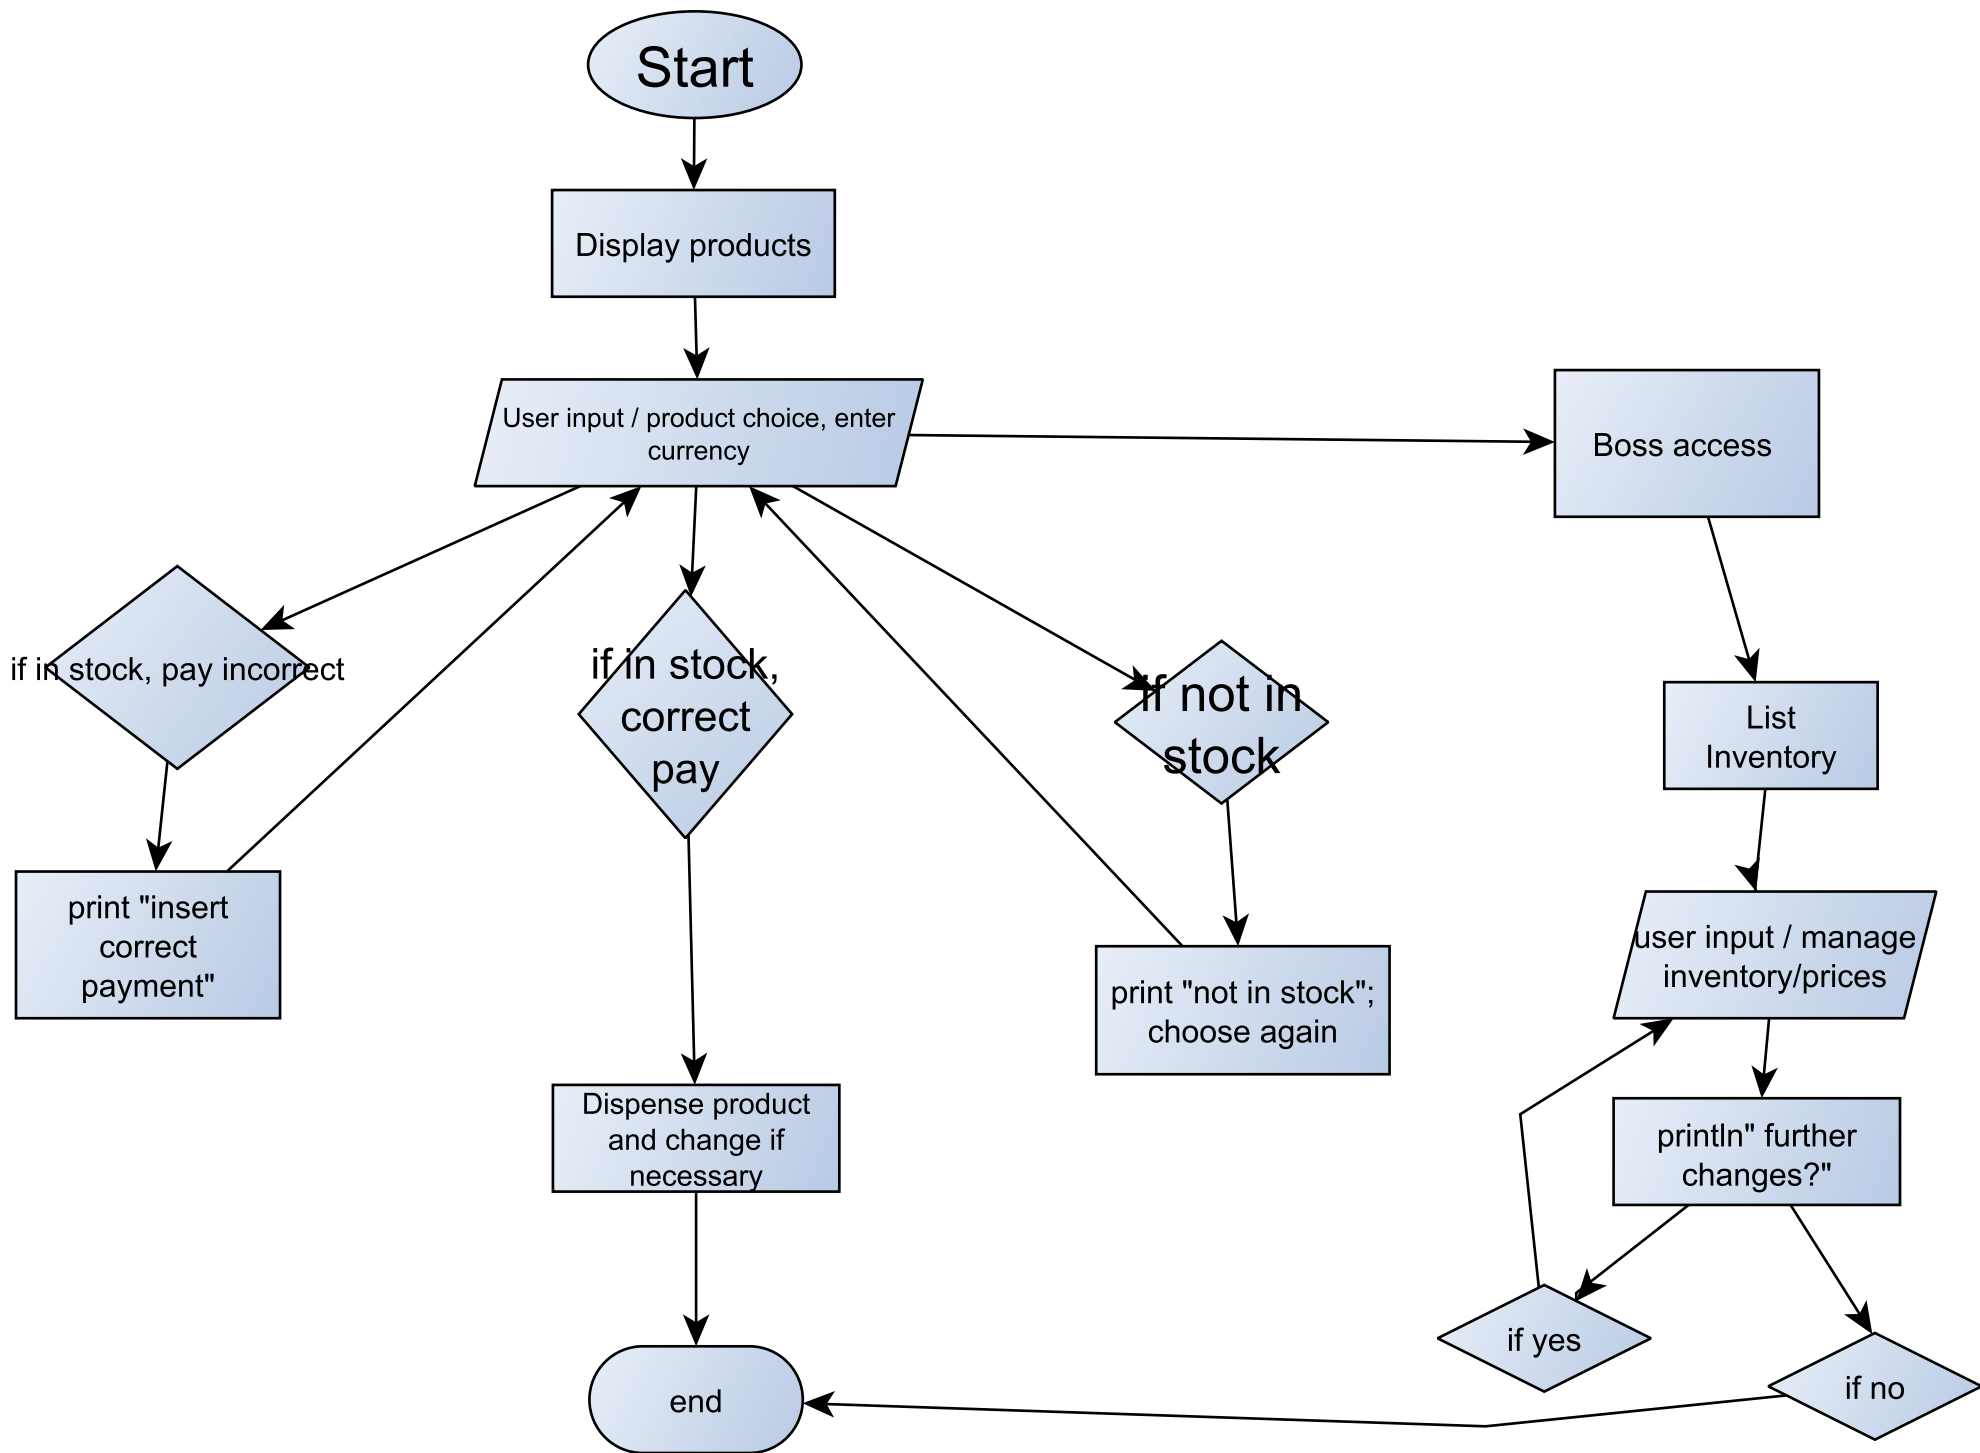 Start
Display products
User input / product choice, enter
currency
Boss access
if in stock, pay incorrect
if in stock,
correct
pay
if not in
stock
List
Inventory
print "insert
correct
payment"
print "not in stock";
choose again
user input / manage
inventory/prices
Dispense product
and change if
necessary
println" further
changes?"
if yes
if no
end